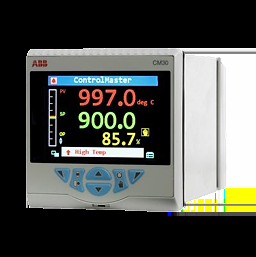 ABB
CM30
ControlMaster
PV
997.0 deg C
SP
900.0
OP
85.7%
High Temp